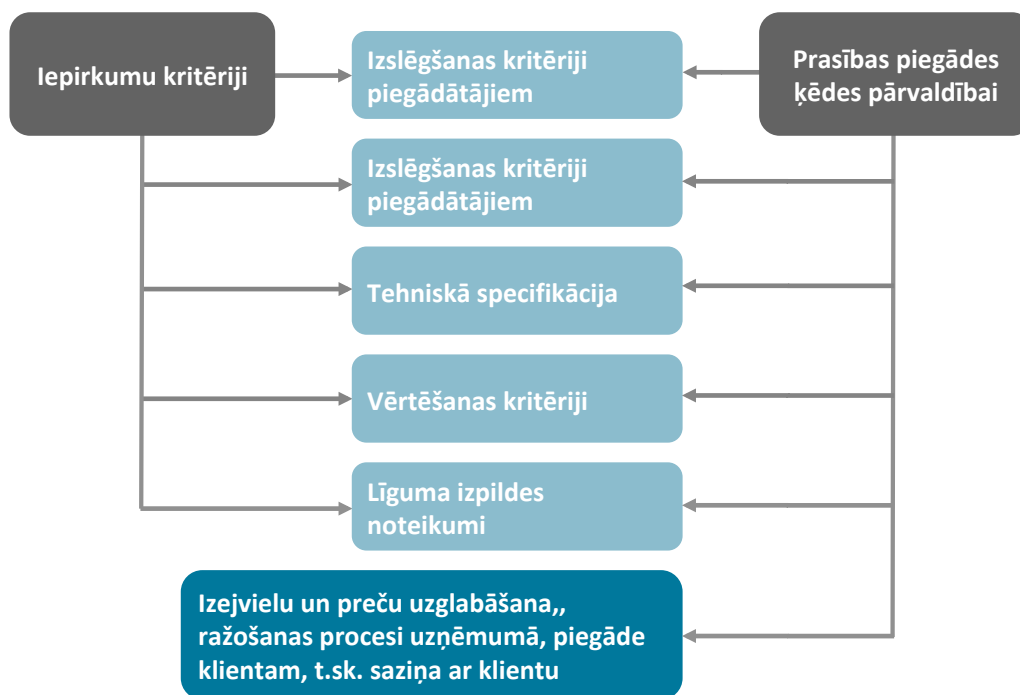 Iepirkumu kritēriji
Izslēgšanas kritēriji
piegādātājiem
Prasības piegādes
ķēdes pārvaldībai
Izslēgšanas kritēriji
piegādātājiem
Tehniskā specifikācija
Vērtēšanas kritēriji
Līguma izpildes
noteikumi
Izejvielu un preču uzglabāšana,,
ražošanas procesi uzņēmumā, piegāde
klientam, t.sk. saziņa ar klientu